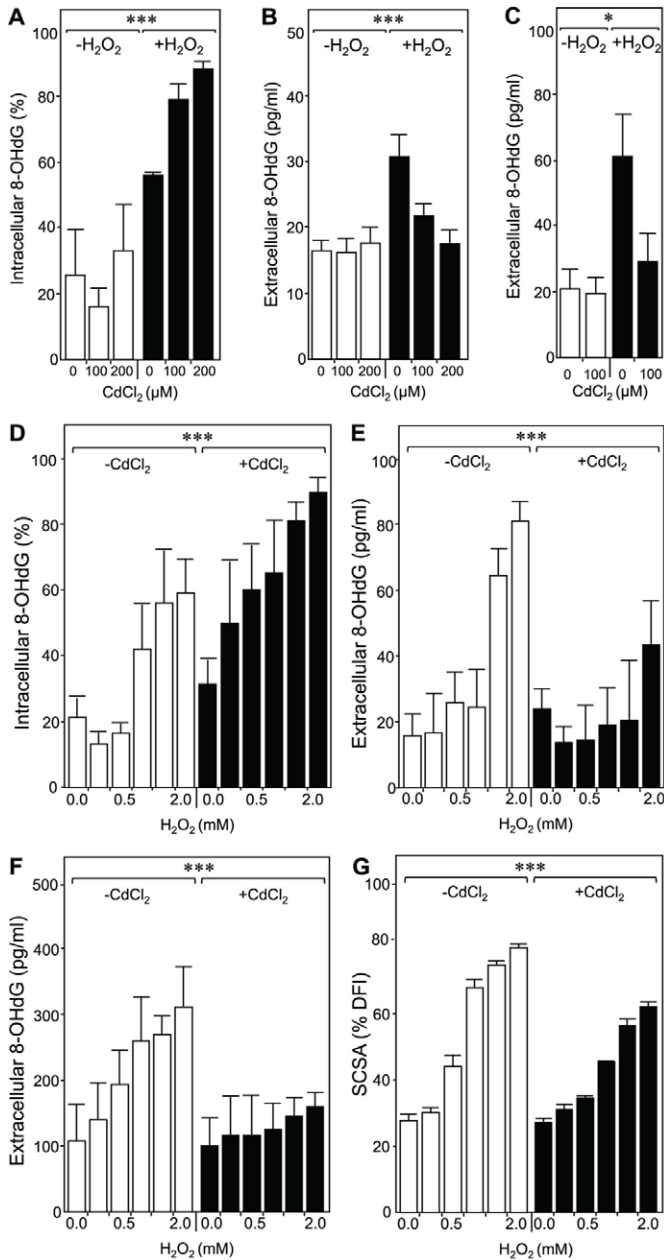 A
***
-H₂O₂ +H₂O₂
Intracellular 8-OHdG (%)
100
80
60
40
20
0
0 100 200 0 100 200
CdCl₂ (µM)
B
***
-H₂O₂ +H₂O₂
Extracellular 8-OHdG (pg/ml)
50
40
30
20
10
0
0 100 200 0 100 200
CdCl₂ (µM)
C
*
-H₂O₂ +H₂O₂
Extracellular 8-OHdG (pg/ml)
100
80
60
40
20
0
0 100 0 100
CdCl₂ (µM)
D
***
-CdCl₂ +CdCl₂
Intracellular 8-OHdG (%)
100
80
60
40
20
0
0.0 0.5 2.0 0.0 0.5 2.0
H₂O₂ (mM)
E
***
-CdCl₂ +CdCl₂
Extracellular 8-OHdG (pg/ml)
100
80
60
40
20
0
0.0 0.5 2.0 0.0 0.5 2.0
H₂O₂ (mM)
F
***
-CdCl₂ +CdCl₂
Extracellular 8-OHdG (pg/ml)
500
400
300
200
100
0
0.0 0.5 2.0 0.0 0.5 2.0
H₂O₂ (mM)
G
***
-CdCl₂ +CdCl₂
SCSA (% DFI)
100
80
60
40
20
0
0.0 0.5 2.0 0.0 0.5 2.0
H₂O₂ (mM)